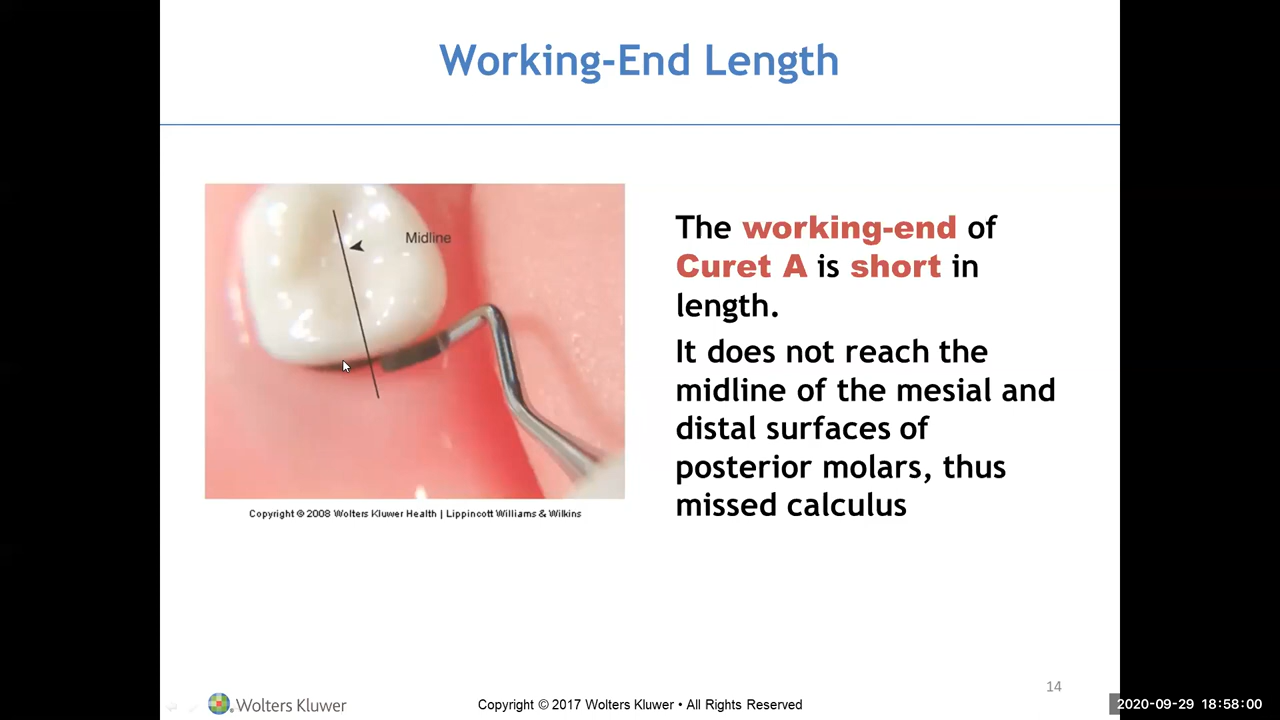 Working-End Length
Midline
The working-end of
Curet A is short in
length.
It does not reach the
midline of the mesial and
distal surfaces of
posterior molars, thus
missed calculus
Copyright © 2008 Wolters Kluwer Health | Lippincott Williams & Wilkins
14
Wolters Kluwer
Copyright © 2017 Wolters Kluwer • All Rights Reserved
2020-09-29 18:58:00